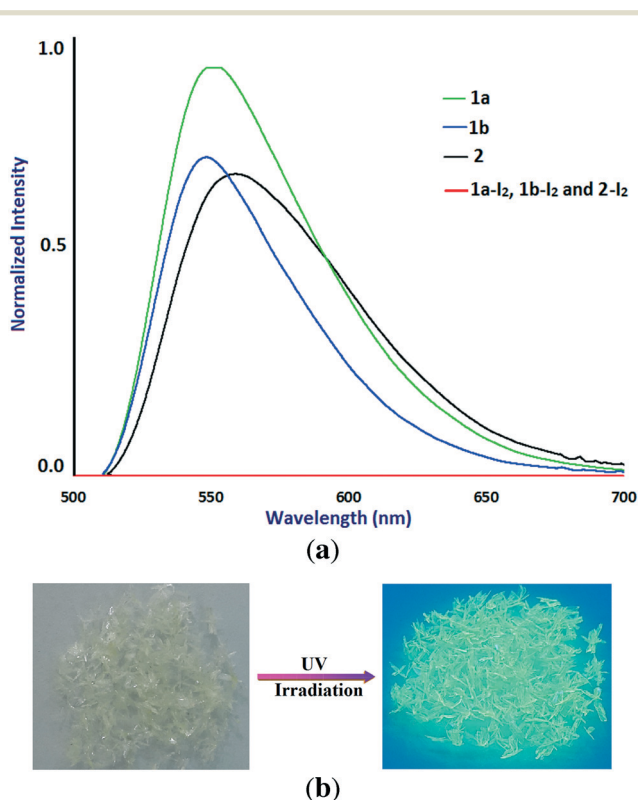 1.0
1a
1b
2
1a-I₂, 1b-I₂ and 2-I₂
Normalized Intensity
0.5
0.0
500 550 600 650 700
Wavelength (nm)
(a)
UV
Irradiation
(b)